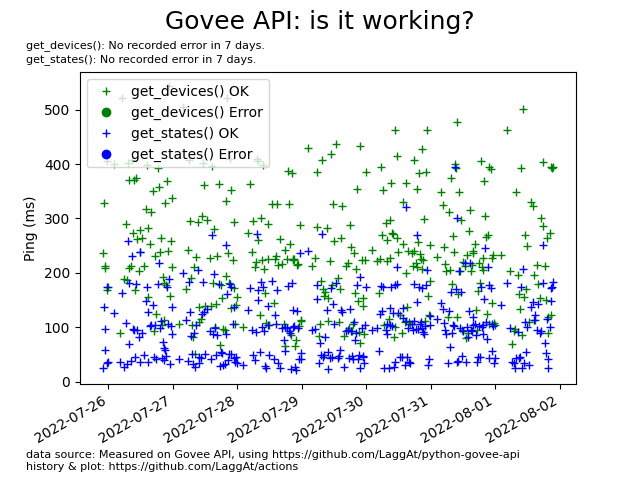 Govee API: is it working?
get_devices(): No recorded error in 7 days.
get_states(): No recorded error in 7 days.
get_devices() OK
get_devices() Error
get_states() OK
get_states() Error
Ping (ms)
500
400
300
200
100
0
2022-07-26
2022-07-27
2022-07-28
2022-07-29
2022-07-30
2022-07-31
2022-08-01
2022-08-02
data source: Measured on Govee API, using https://github.com/LaggAt/python-govee-api
history & plot: https://github.com/LaggAt/actions